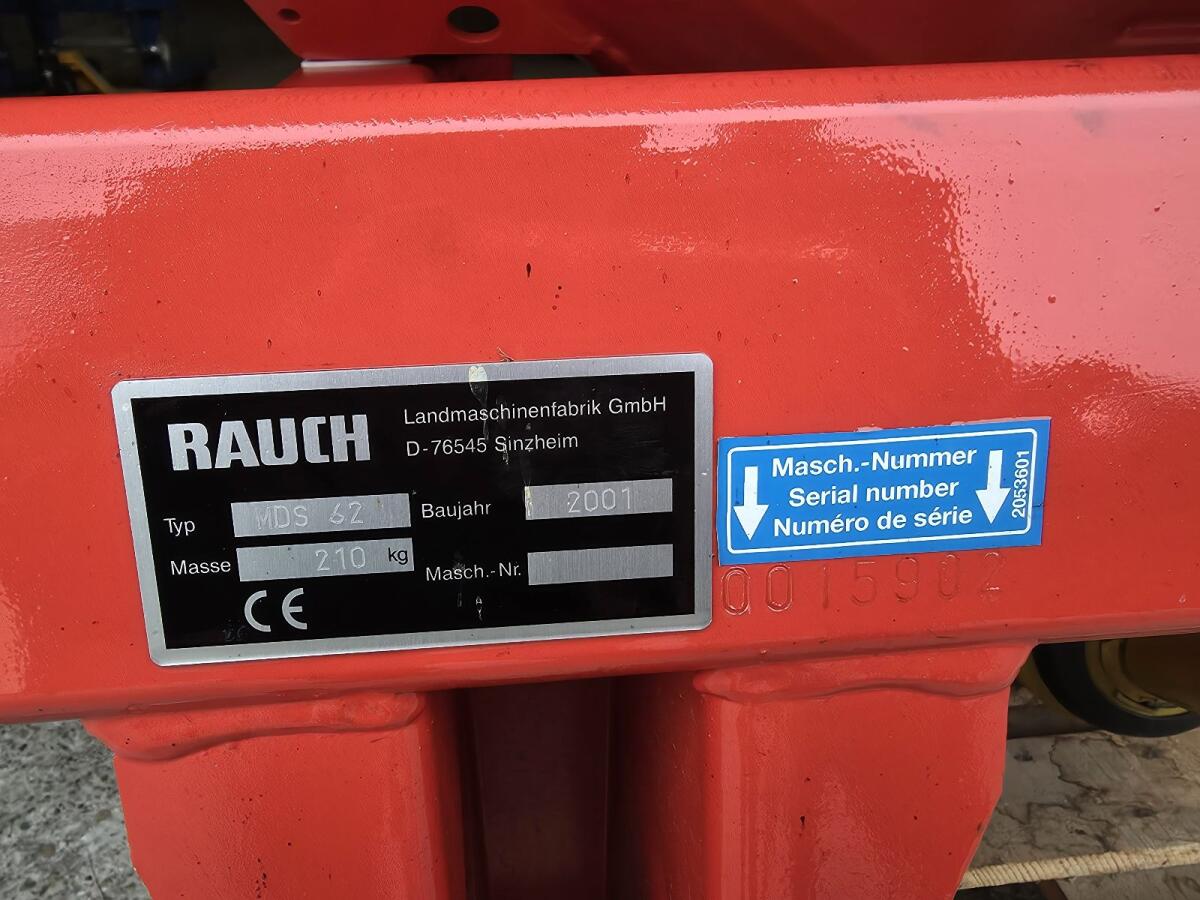 RAUCH
Landmaschinenfabrik GmbH
D-76545 Sinzheim
Typ MDS 62
Baujahr 2001
Masse 210 kg
Masch.-Nr.
CE
Masch.-Nummer
Serial number
Numéro de série
2053601
0015902